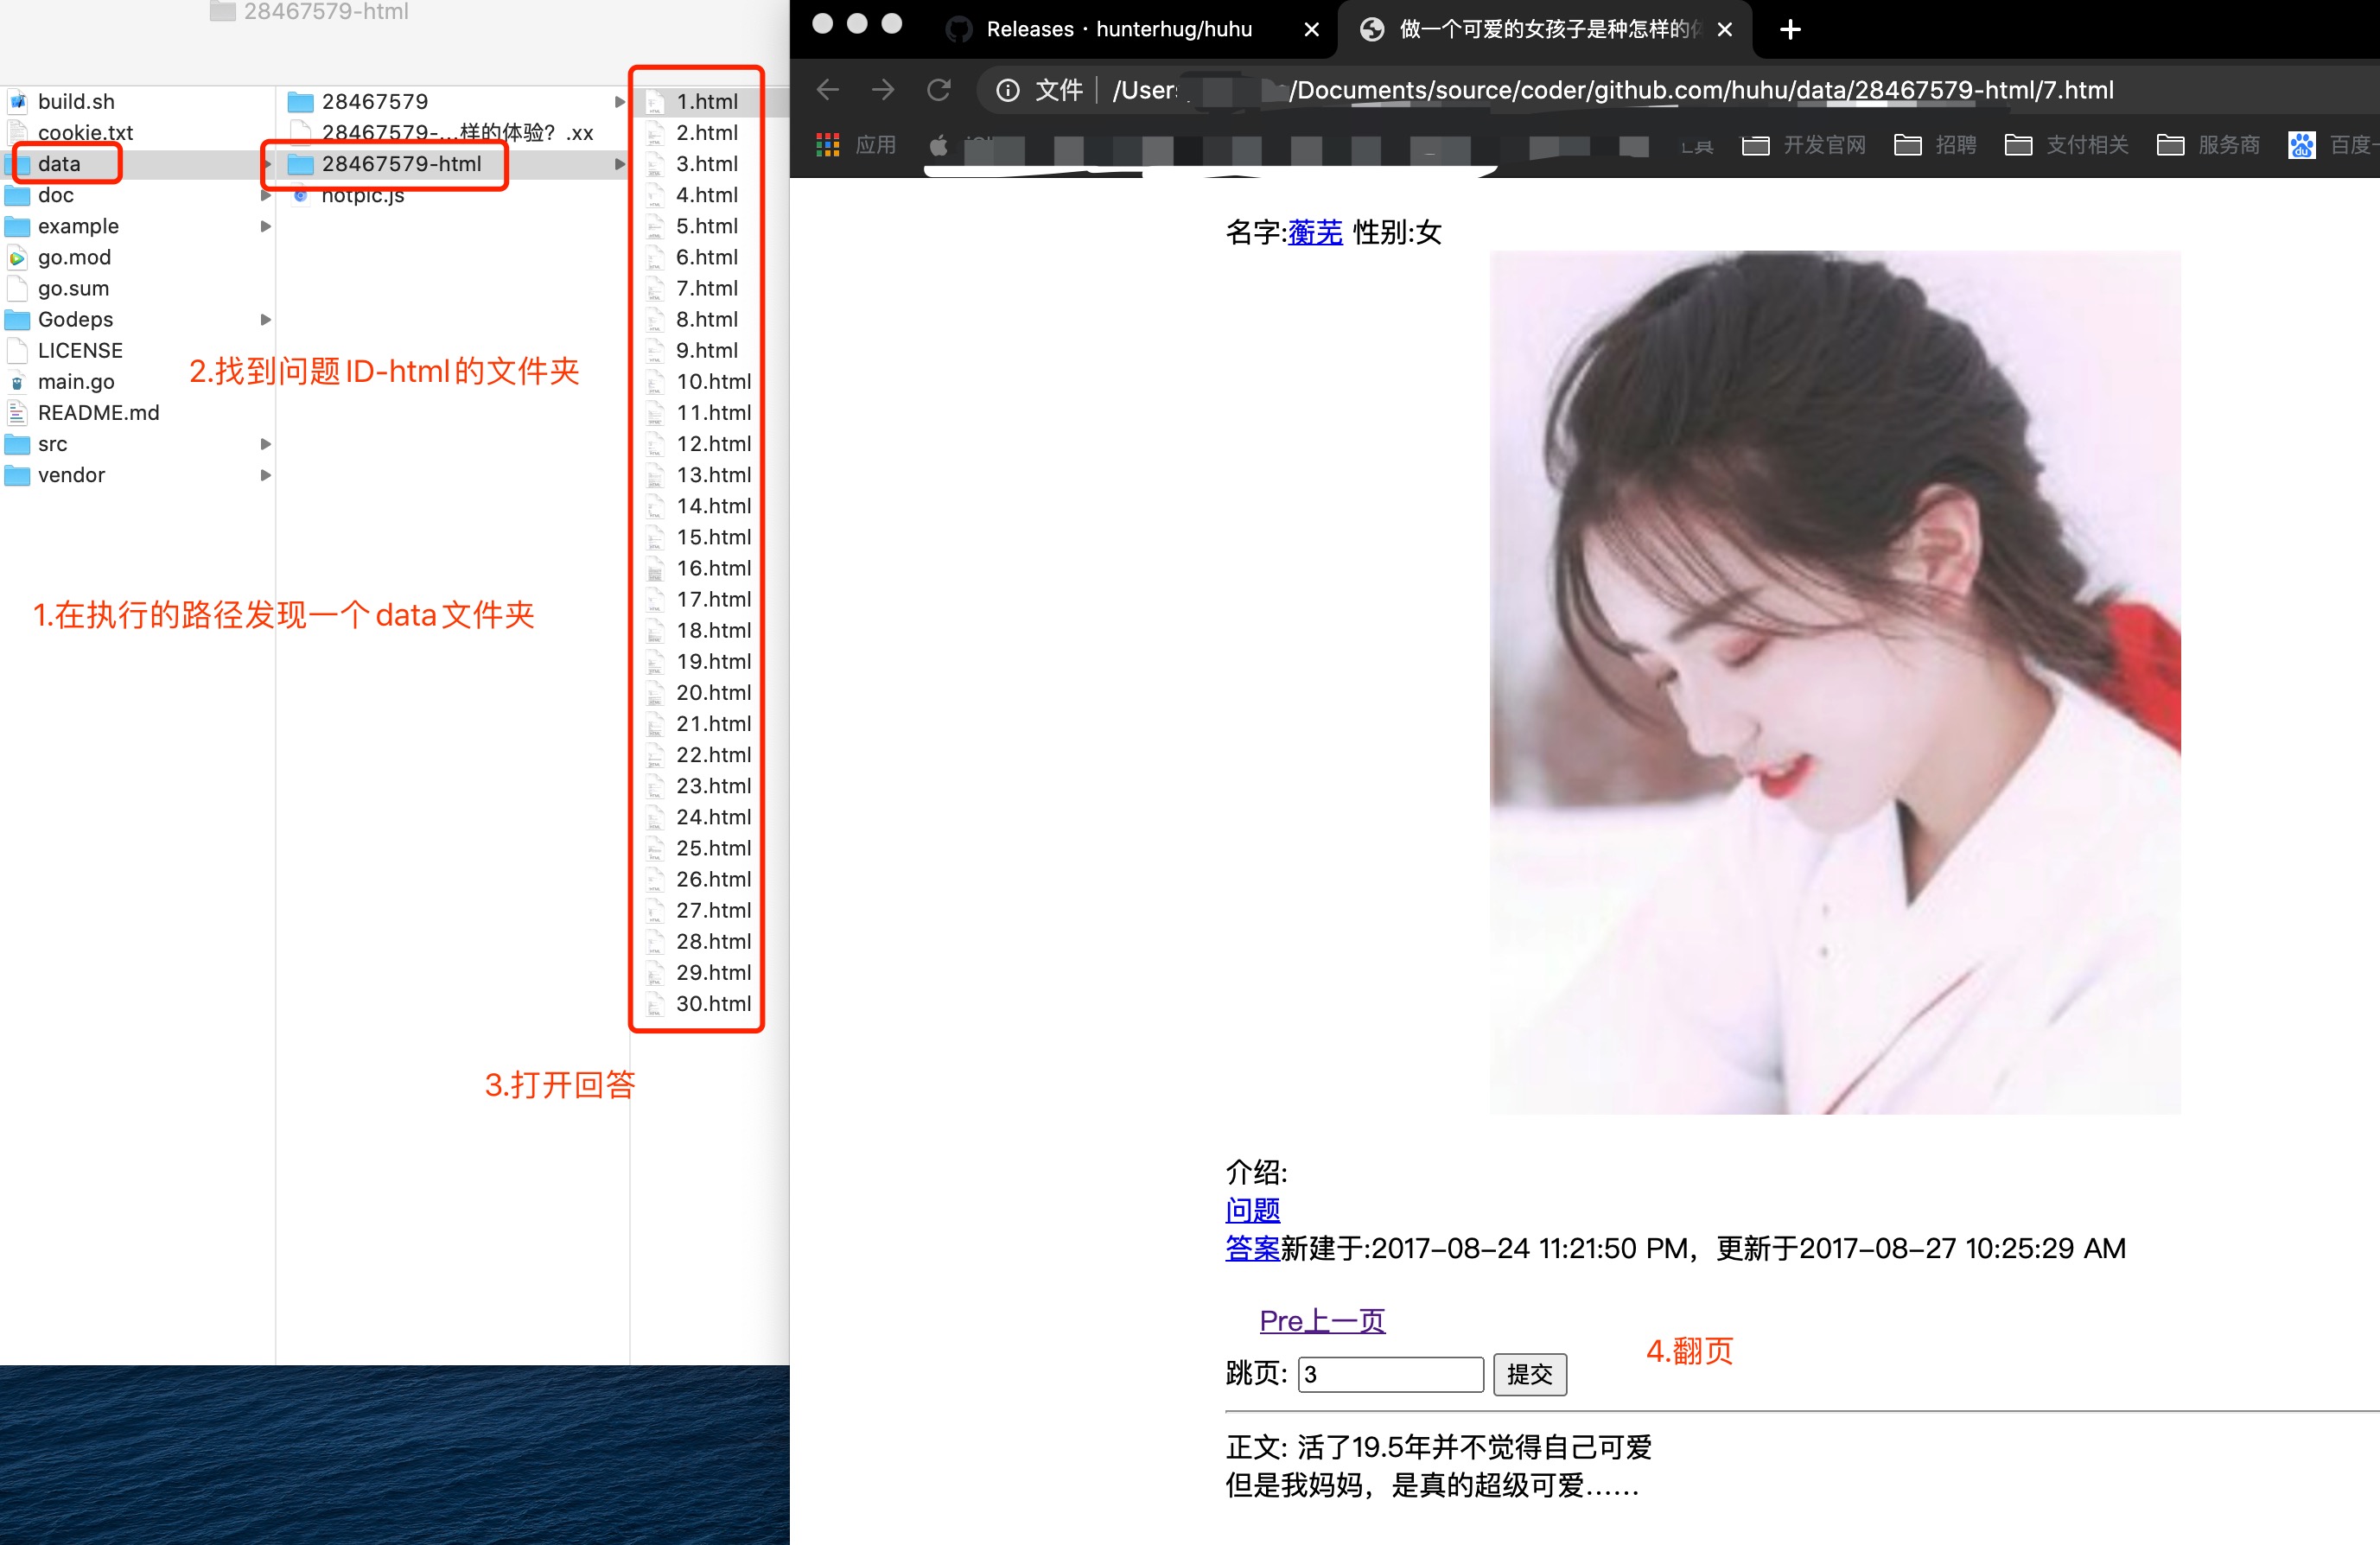 28467579-html
build.sh
cookie.txt
data
doc
example
go.mod
go.sum
Godeps
LICENSE
main.go
README.md
src
vendor
28467579
28467579-...样的体验？.xx
28467579-html
hotpic.js
1.html
2.html
3.html
4.html
5.html
6.html
7.html
8.html
9.html
10.html
11.html
12.html
13.html
14.html
15.html
16.html
17.html
18.html
19.html
20.html
21.html
22.html
23.html
24.html
25.html
26.html
27.html
28.html
29.html
30.html
2.找到问题ID-html的文件夹
1.在执行的路径发现一个data文件夹
3.打开回答
Releases · hunterhug/huhu
做一个可爱的女孩子是种怎样的
文件 /User /Documents/source/coder/github.com/huhu/data/28467579-html/7.html
应用 开发官网 招聘 支付相关 服务商 百度
名字:蘅芜 性别:女
介绍:
问题
答案新建于:2017-08-24 11:21:50 PM，更新于2017-08-27 10:25:29 AM
Pre上一页
4.翻页
跳页: 3 提交
正文: 活了19.5年并不觉得自己可爱
但是我妈妈，是真的超级可爱……